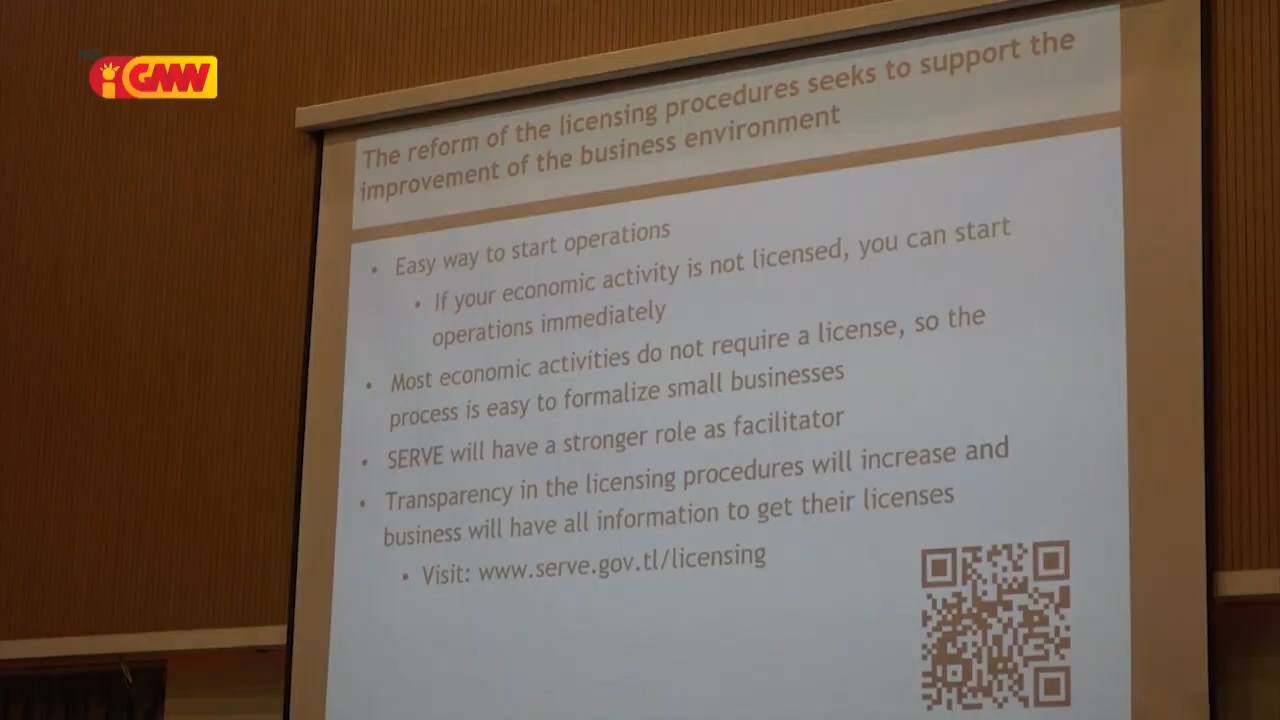 GMW
The reform of the licensing procedures seeks to support the
improvement of the business environment
• Easy way to start operations
• If your economic activity is not licensed, you can start
operations immediately
• Most economic activities do not require a license, so the
process is easy to formalize small businesses
• SERVE will have a stronger role as facilitator
• Transparency in the licensing procedures will increase and
business will have all information to get their licenses
• Visit: www.serve.gov.tl/licensing